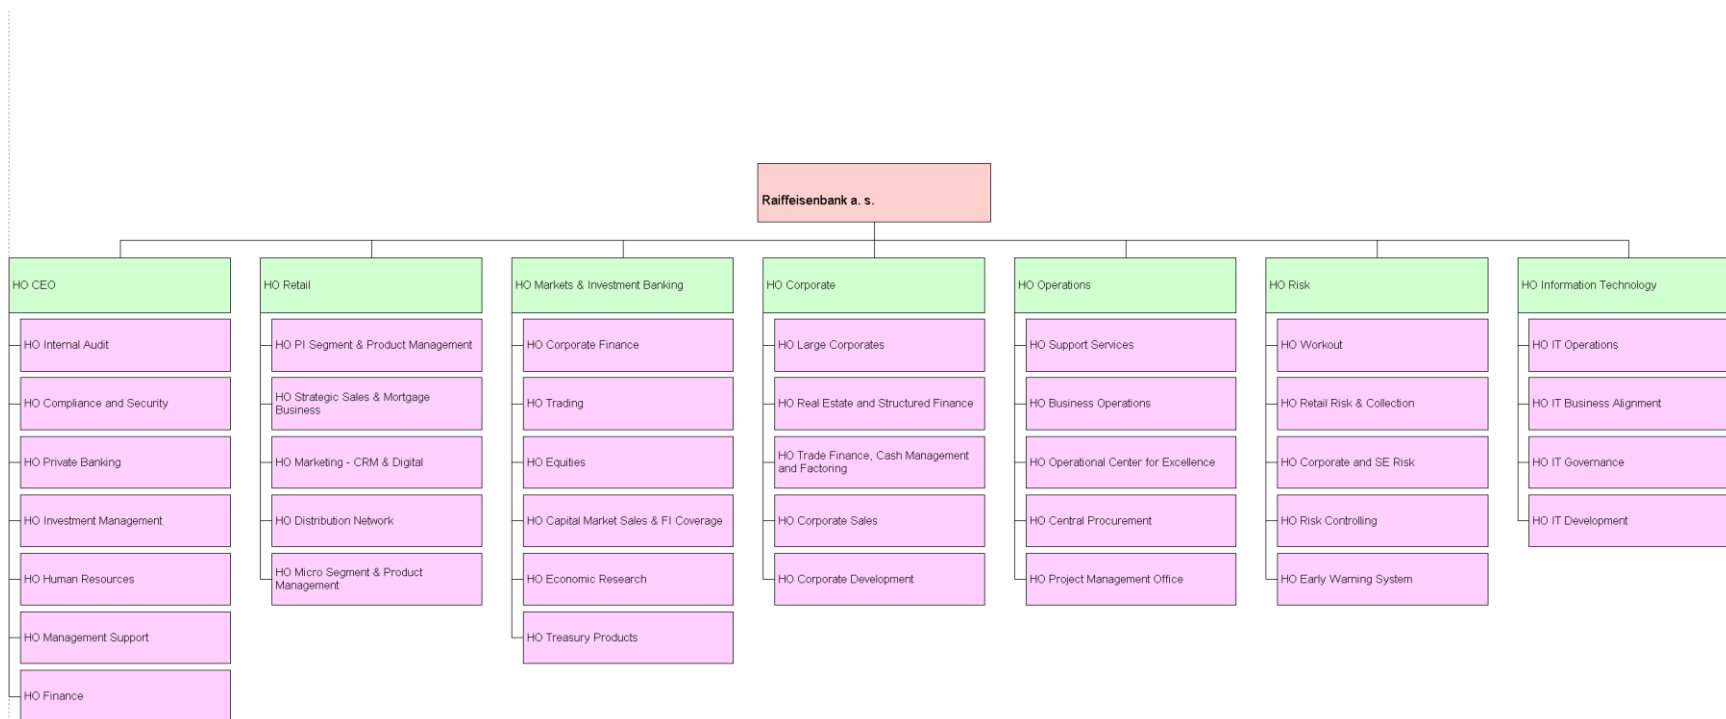 Raiffeisenbank a. s.
HO CEO
HO Internal Audit
HO Compliance and Security
HO Private Banking
HO Investment Management
HO Human Resources
HO Management Support
HO Finance
HO Retail
HO PI Segment & Product Management
HO Strategic Sales & Mortgage
Business
HO Marketing - CRM & Digital
HO Distribution Network
HO Micro Segment & Product
Management
HO Markets & Investment Banking
HO Corporate Finance
HO Trading
HO Equities
HO Capital Market Sales & FI Coverage
HO Economic Research
HO Treasury Products
HO Corporate
HO Large Corporates
HO Real Estate and Structured Finance
HO Trade Finance, Cash Management
and Factoring
HO Corporate Sales
HO Corporate Development
HO Operations
HO Support Services
HO Business Operations
HO Operational Center for Excellence
HO Central Procurement
HO Project Management Office
HO Risk
HO Workout
HO Retail Risk & Collection
HO Corporate and SE Risk
HO Risk Controlling
HO Early Warning System
HO Information Technology
HO IT Operations
HO IT Business Alignment
HO IT Governance
HO IT Development